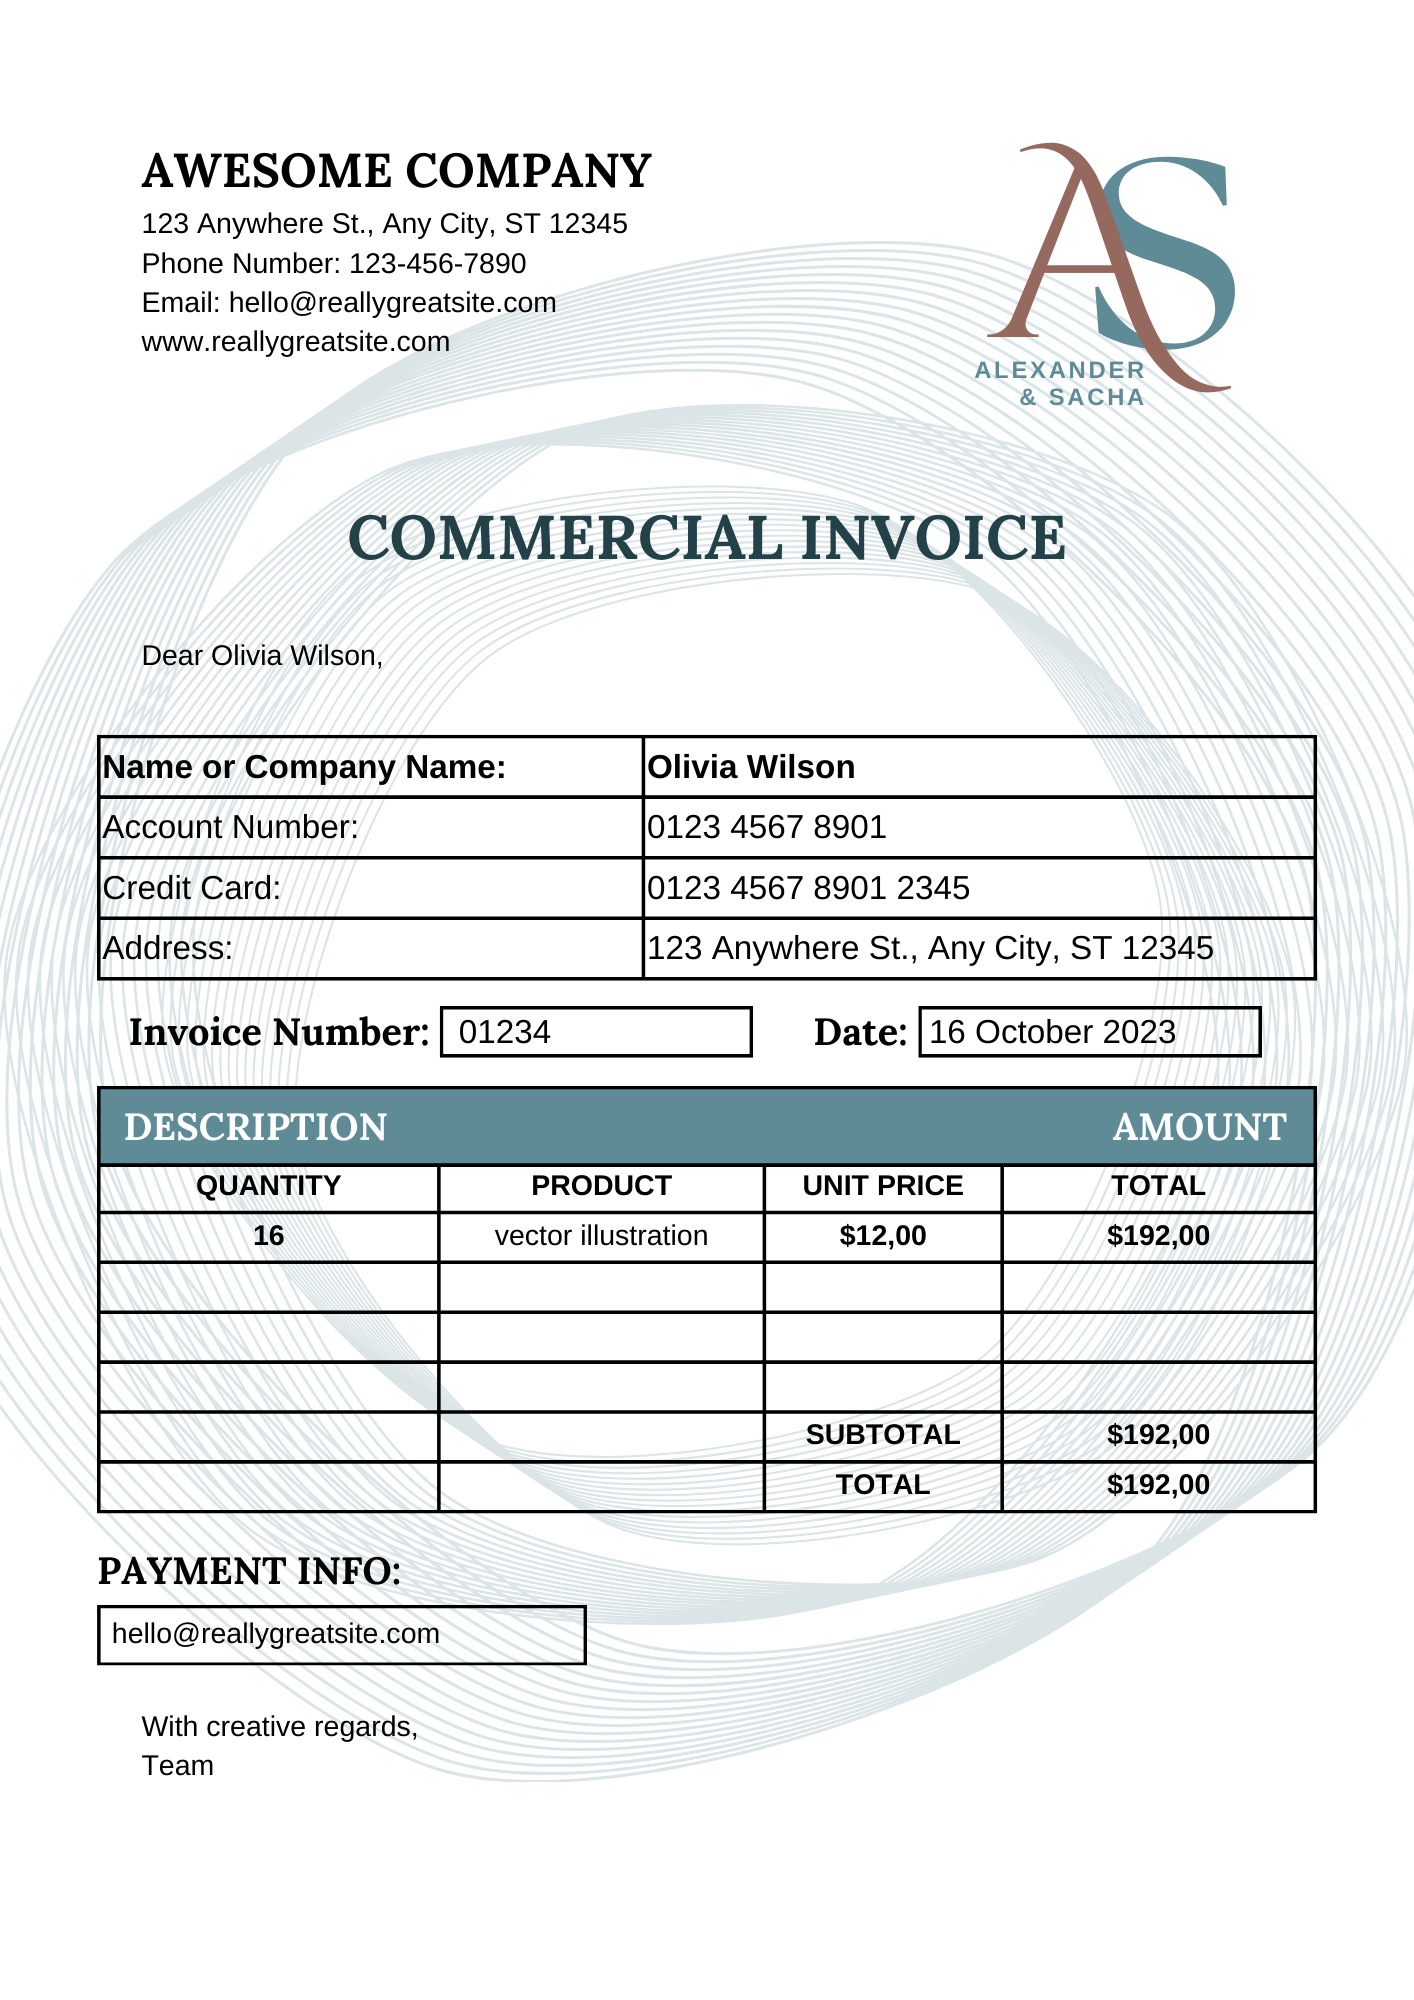 AWESOME COMPANY
123 Anywhere St., Any City, ST 12345
Phone Number: 123-456-7890
Email: hello@reallygreatsite.com
www.reallygreatsite.com
AS
ALEXANDER
& SACHA
COMMERCIAL INVOICE
Dear Olivia Wilson,
Name or Company Name: Olivia Wilson
Account Number: 0123 4567 8901
Credit Card: 0123 4567 8901 2345
Address: 123 Anywhere St., Any City, ST 12345
Invoice Number: 01234 Date: 16 October 2023
DESCRIPTION AMOUNT
QUANTITY PRODUCT UNIT PRICE TOTAL
16 vector illustration $12,00 $192,00
SUBTOTAL $192,00
TOTAL $192,00
PAYMENT INFO:
hello@reallygreatsite.com
With creative regards,
Team